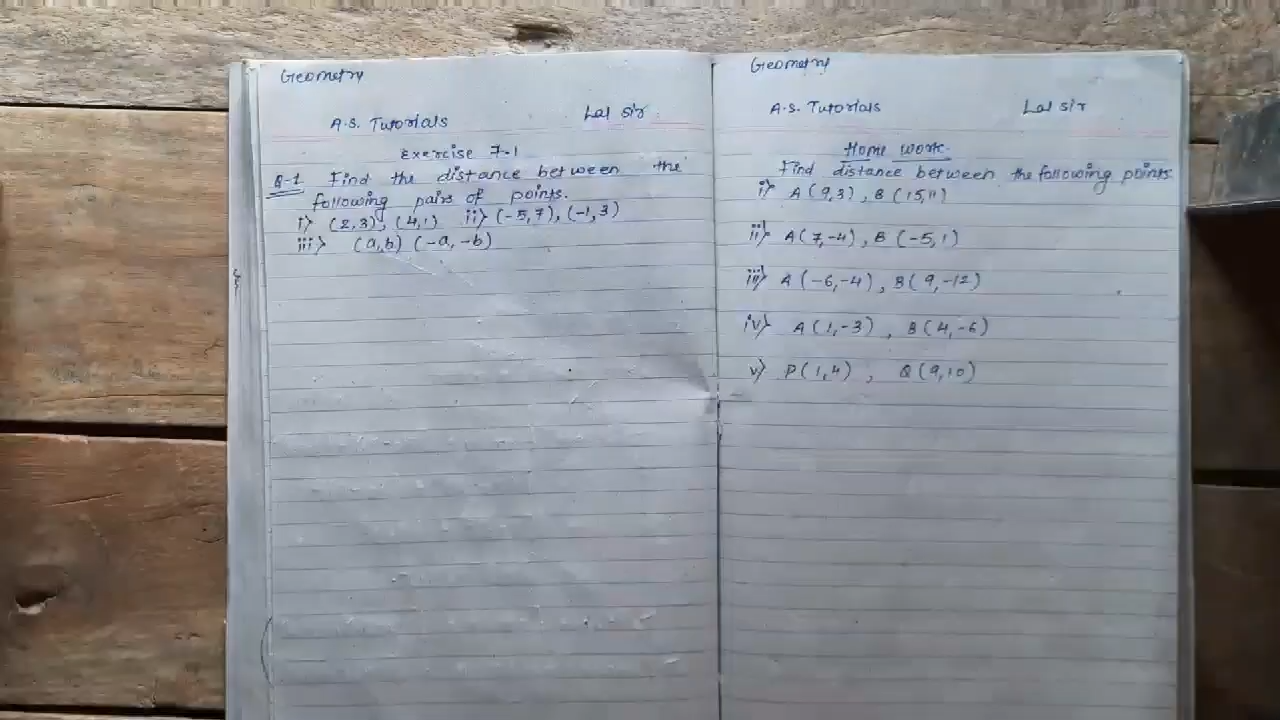 Geometry
A.S. Tutorials Lal sir
Exercise 7.1
Q-1 Find the distance between the
following pairs of points.
i) (2,3), (4,1) ii) (-5,7), (-1,3)
iii) (a,b) (-a,-b)
Geometry
A.S. Tutorials Lal sir
Home work.
Find distance between the following points
i) A(9,3), B(15,11)
ii) A(7,-4), B(-5,1)
iii) A(-6,-4), B(9,-12)
iv) A(1,-3), B(4,-6)
v) P(1,4), Q(9,10)